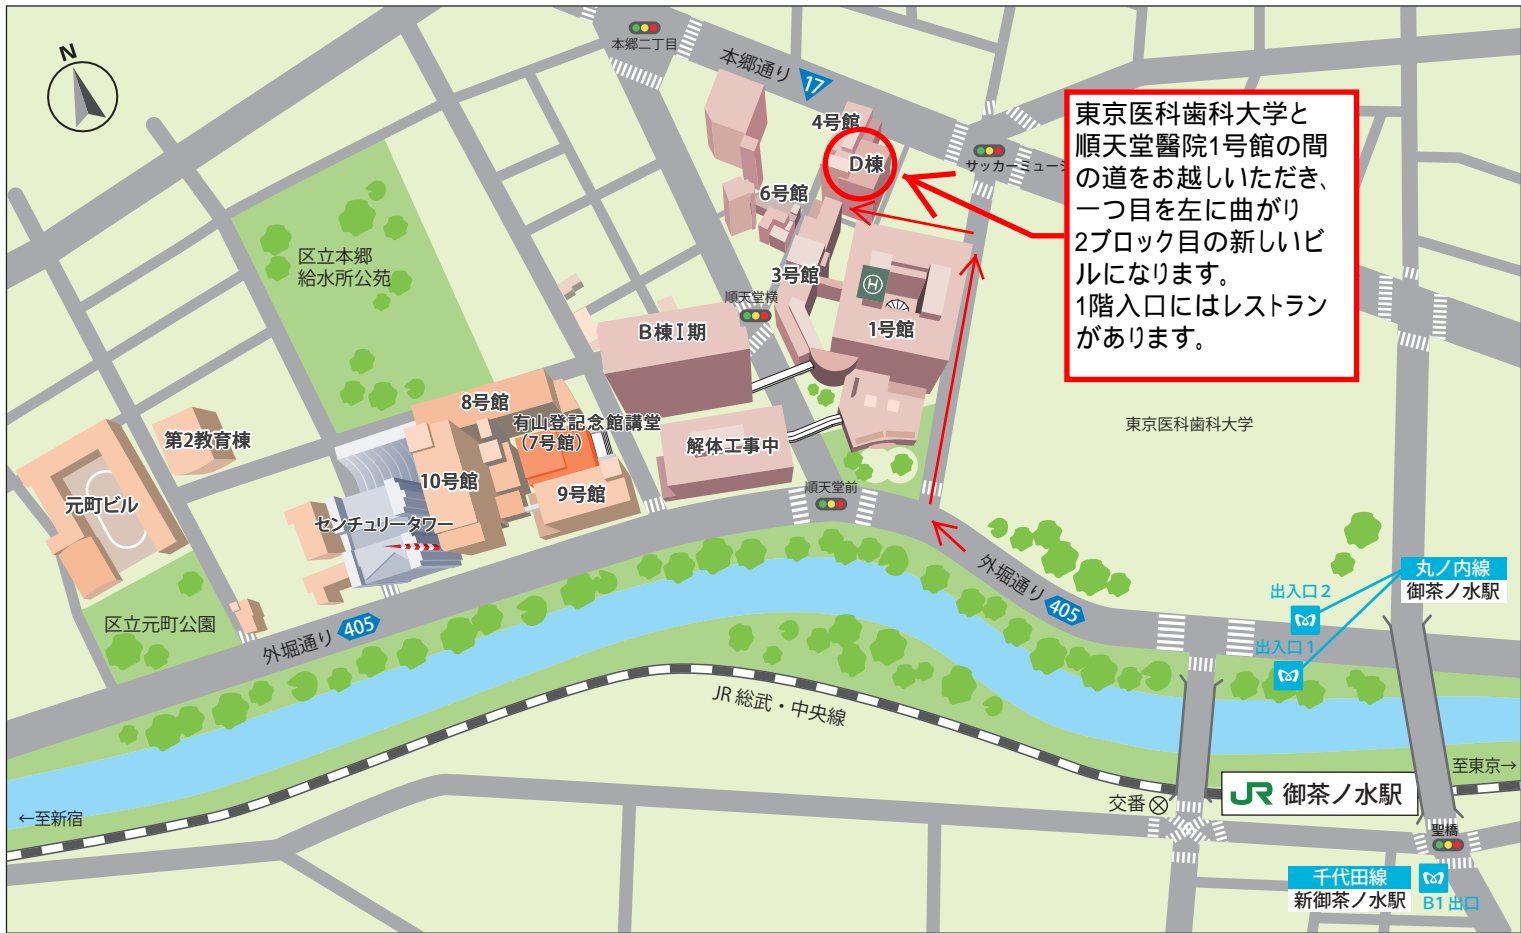 N
本郷二丁目
本郷通り
17
4号館
D棟
サッカーミュージ
6号館
3号館
順天堂横
1号館
東京医科歯科大学と
順天堂醫院1号館の間
の道をお越しいただき、
一つ目を左に曲がり
2ブロック目の新しいビ
ルになります。
1階入口にはレストラン
があります。
区立本郷
給水所公苑
B棟Ⅰ期
8号館
有山登記念館講堂
(7号館)
解体工事中
東京医科歯科大学
第2教育棟
10号館
9号館
元町ビル
センチュリータワー
順天堂前
外堀通り
405
丸ノ内線
御茶ノ水駅
出入口2
出入口1
区立元町公園
外堀通り
405
JR 総武・中央線
至東京→
JR 御茶ノ水駅
交番
←至新宿
聖橋
千代田線
新御茶ノ水駅
B1出口